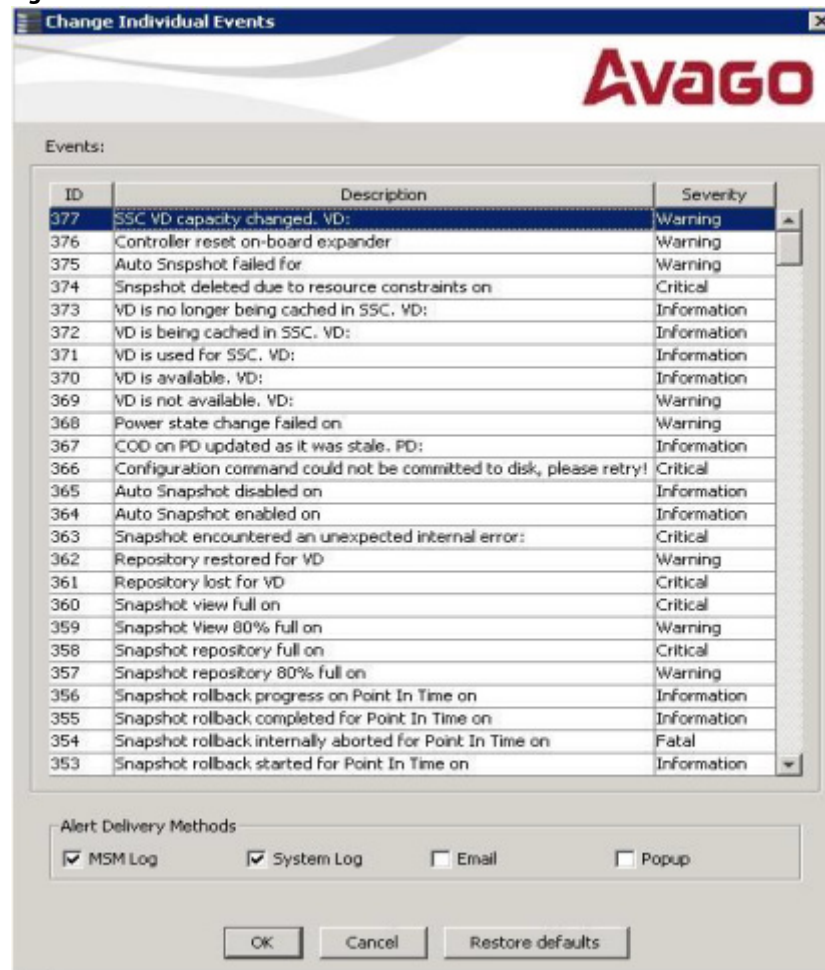 Change Individual Events
AVAGO
Events:
ID Description Severity
377 SSC VD capacity changed. VD: Warning
376 Controller reset on-board expander Warning
375 Auto Snspshot failed for Warning
374 Snspshot deleted due to resource constraints on Critical
373 VD is no longer being cached in SSC. VD: Information
372 VD is being cached in SSC. VD: Information
371 VD is used for SSC. VD: Information
370 VD is available. VD: Information
369 VD is not available. VD: Warning
368 Power state change failed on Warning
367 COD on PD updated as it was stale. PD: Information
366 Configuration command could not be committed to disk, please retry! Critical
365 Auto Snapshot disabled on Information
364 Auto Snapshot enabled on Information
363 Snapshot encountered an unexpected internal error: Critical
362 Repository restored for VD Warning
361 Repository lost for VD Critical
360 Snapshot view full on Critical
359 Snapshot View 80% full on Warning
358 Snapshot repository full on Critical
357 Snapshot repository 80% full on Warning
356 Snapshot rollback progress on Point In Time on Information
355 Snapshot rollback completed for Point In Time on Information
354 Snapshot rollback internally aborted for Point In Time on Fatal
353 Snapshot rollback started for Point In Time on Information
Alert Delivery Methods
MSM Log System Log Email Popup
OK Cancel Restore defaults